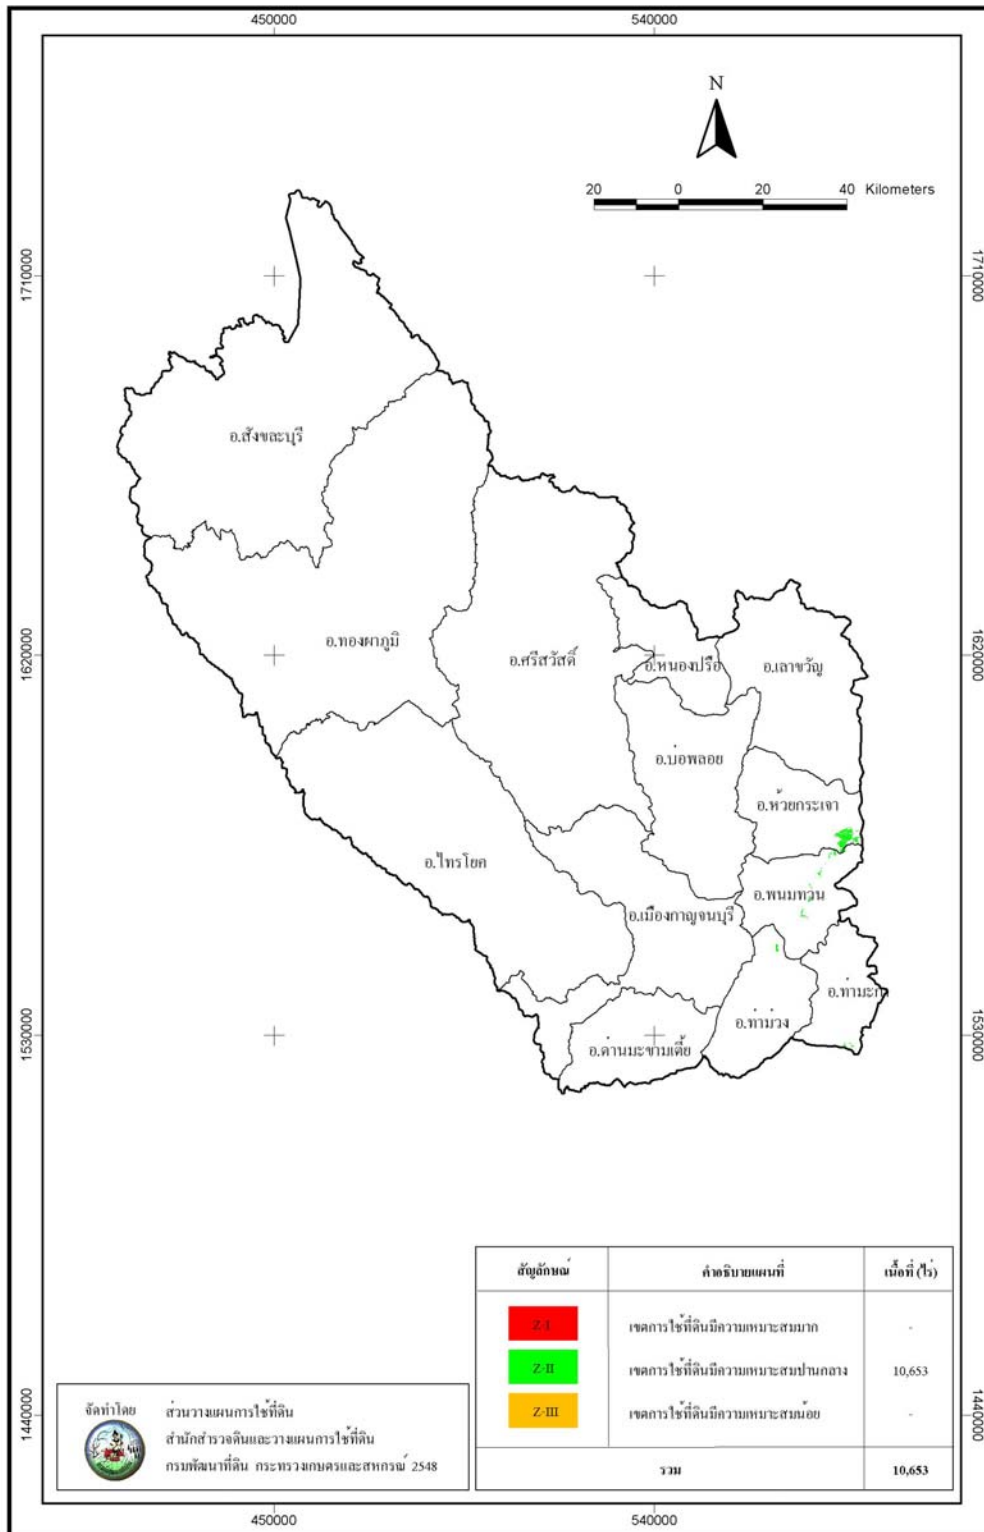 450000 540000
N
20 0 20 40 Kilometers
1710000 1710000
อ.สังขละบุรี
อ.ทองผาภูมิ
อ.ศรีสวัสดิ์
อ.หนองปรือ
อ.เลาขวัญ
1620000 1620000
อ.บ่อพลอย
อ.ห้วยกระเจา
อ.ไทรโยค
อ.พนมทวน
อ.เมืองกาญจนบุรี
อ.ท่ามะกา
อ.ท่าม่วง
อ.ด่านมะขามเตี้ย
1530000 1530000
สัญลักษณ์ คำอธิบายแผนที่ เนื้อที่ (ไร่)
Z-I เขตการใช้ที่ดินมีความเหมาะสมมาก -
Z-II เขตการใช้ที่ดินมีความเหมาะสมปานกลาง 10,653
Z-III เขตการใช้ที่ดินมีความเหมาะสมน้อย -
รวม 10,653
จัดทำโดย ส่วนวางแผนการใช้ที่ดิน
สำนักสำรวจดินและวางแผนการใช้ที่ดิน
กรมพัฒนาที่ดิน กระทรวงเกษตรและสหกรณ์ 2548
1440000 1440000
450000 540000